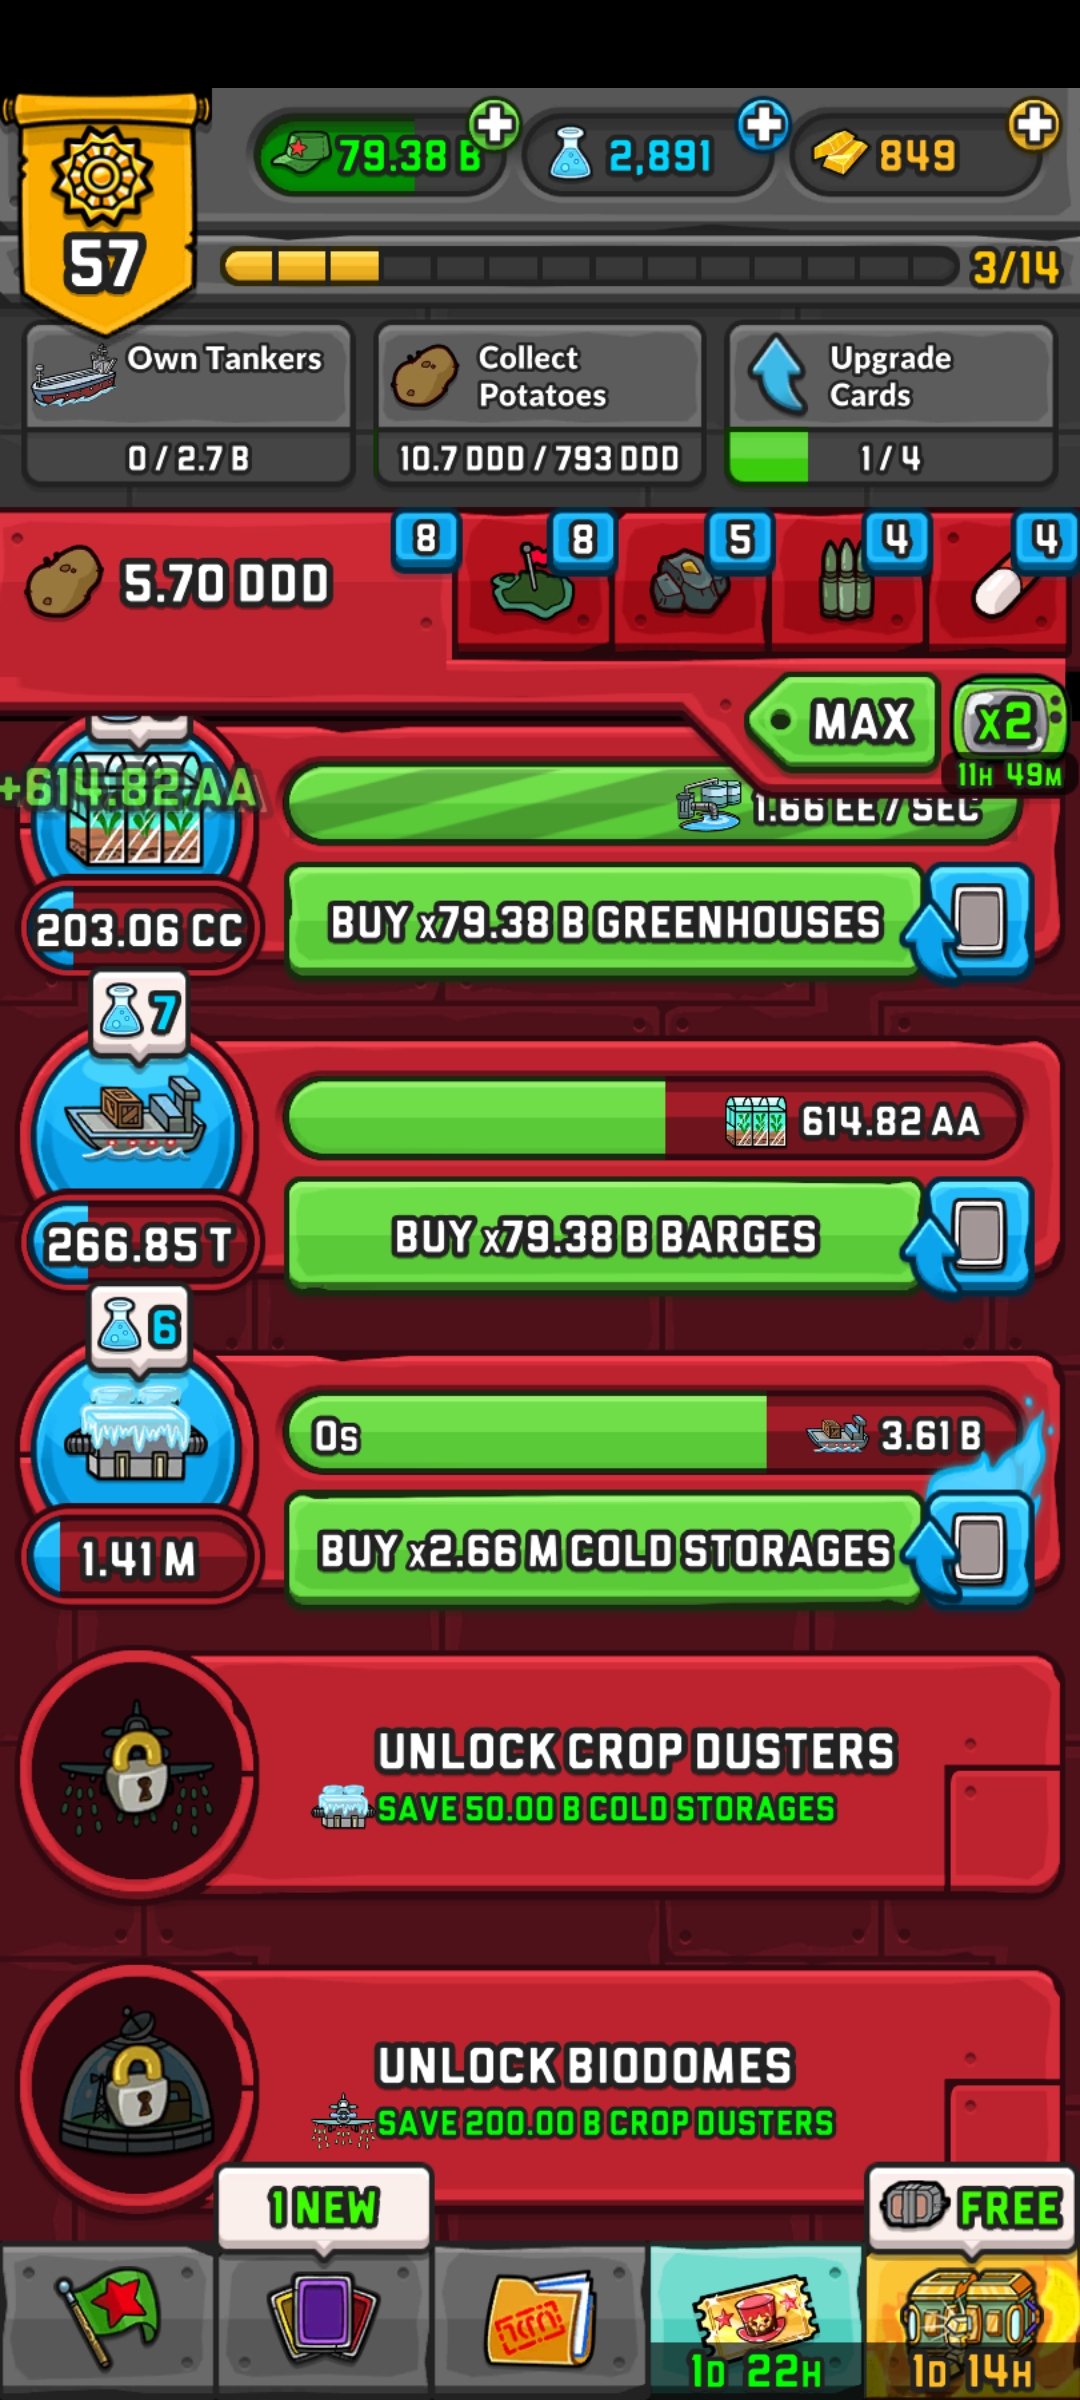 79.38 B
2,891
849
57
3/14
Own Tankers
0 / 2.7 B
Collect
Potatoes
10.7 DDD / 793 DDD
Upgrade
Cards
1 / 4
5.70 DDD
8
8
5
4
4
MAX
x2
11H 49M
+614.82 AA
1.66 EE / SEC
203.06 CC
BUY x79.38 B GREENHOUSES
7
614.82 AA
266.85 T
BUY x79.38 B BARGES
6
0s
3.61 B
1.41 M
BUY x2.66 M COLD STORAGES
UNLOCK CROP DUSTERS
SAVE 50.00 B COLD STORAGES
UNLOCK BIODOMES
SAVE 200.00 B CROP DUSTERS
1 NEW
FREE
1D 22H
1D 14H